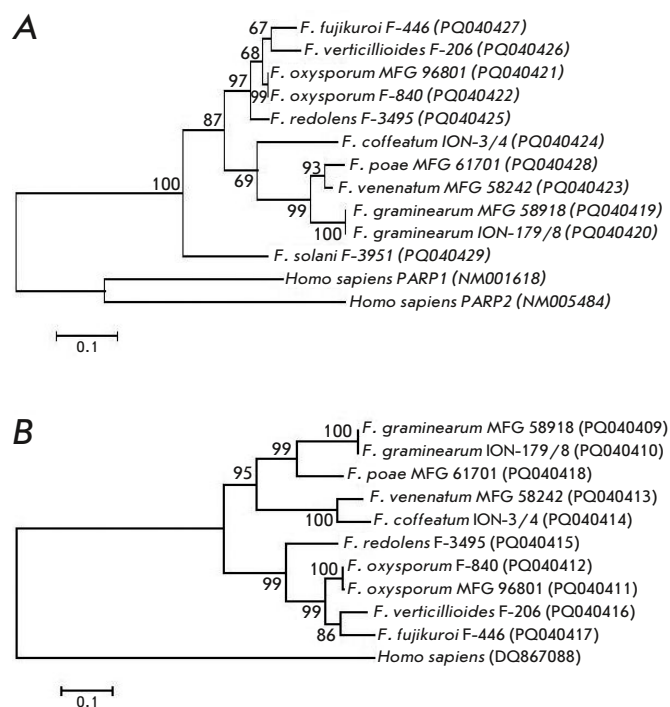 A
67
F. fujikuroi F-446 (PQ040427)
68
F. verticillioides F-206 (PQ040426)
97
F. oxysporum MFG 96801 (PQ040421)
99
F. oxysporum F-840 (PQ040422)
87
F. redolens F-3495 (PQ040425)
F. coffeatum ION-3/4 (PQ040424)
93
F. poae MFG 61701 (PQ040428)
100
69
F. venenatum MFG 58242 (PQ040423)
99
F. graminearum MFG 58918 (PQ040419)
100
F. graminearum ION-179/8 (PQ040420)
F. solani F-3951 (PQ040429)
Homo sapiens PARP1 (NM001618)
Homo sapiens PARP2 (NM005484)
0.1
B
100
F. graminearum MFG 58918 (PQ040409)
99
F. graminearum ION-179/8 (PQ040410)
95
F. poae MFG 61701 (PQ040418)
F. venenatum MFG 58242 (PQ040413)
100
F. coffeatum ION-3/4 (PQ040414)
F. redolens F-3495 (PQ040415)
99
100
F. oxysporum F-840 (PQ040412)
F. oxysporum MFG 96801 (PQ040411)
99
F. verticillioides F-206 (PQ040416)
86
F. fujikuroi F-446 (PQ040417)
Homo sapiens (DQ867088)
0.1